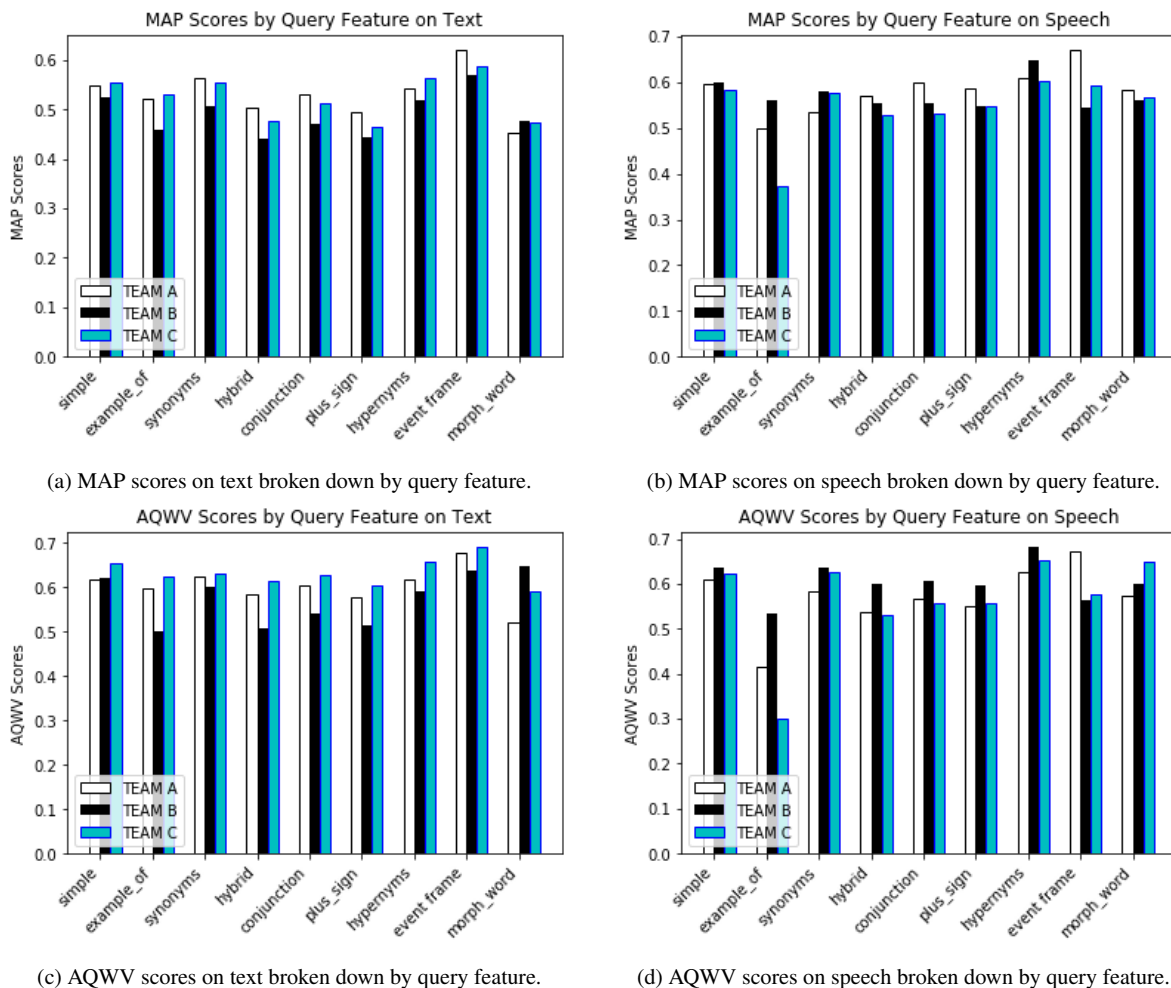 MAP Scores by Query Feature on Text
MAP Scores
0.6
0.5
0.4
0.3
0.2
0.1
0.0
TEAM A
TEAM B
TEAM C
simple
example_of
synonyms
hybrid
conjunction
plus_sign
hypernyms
event frame
morph_word
(a) MAP scores on text broken down by query feature.
MAP Scores by Query Feature on Speech
MAP Scores
0.7
0.6
0.5
0.4
0.3
0.2
0.1
0.0
TEAM A
TEAM B
TEAM C
simple
example_of
synonyms
hybrid
conjunction
plus_sign
hypernyms
event frame
morph_word
(b) MAP scores on speech broken down by query feature.
AQWV Scores by Query Feature on Text
AQWV Scores
0.7
0.6
0.5
0.4
0.3
0.2
0.1
0.0
TEAM A
TEAM B
TEAM C
simple
example_of
synonyms
hybrid
conjunction
plus_sign
hypernyms
event frame
morph_word
(c) AQWV scores on text broken down by query feature.
AQWV Scores by Query Feature on Speech
AQWV Scores
0.7
0.6
0.5
0.4
0.3
0.2
0.1
0.0
TEAM A
TEAM B
TEAM C
simple
example_of
synonyms
hybrid
conjunction
plus_sign
hypernyms
event frame
morph_word
(d) AQWV scores on speech broken down by query feature.